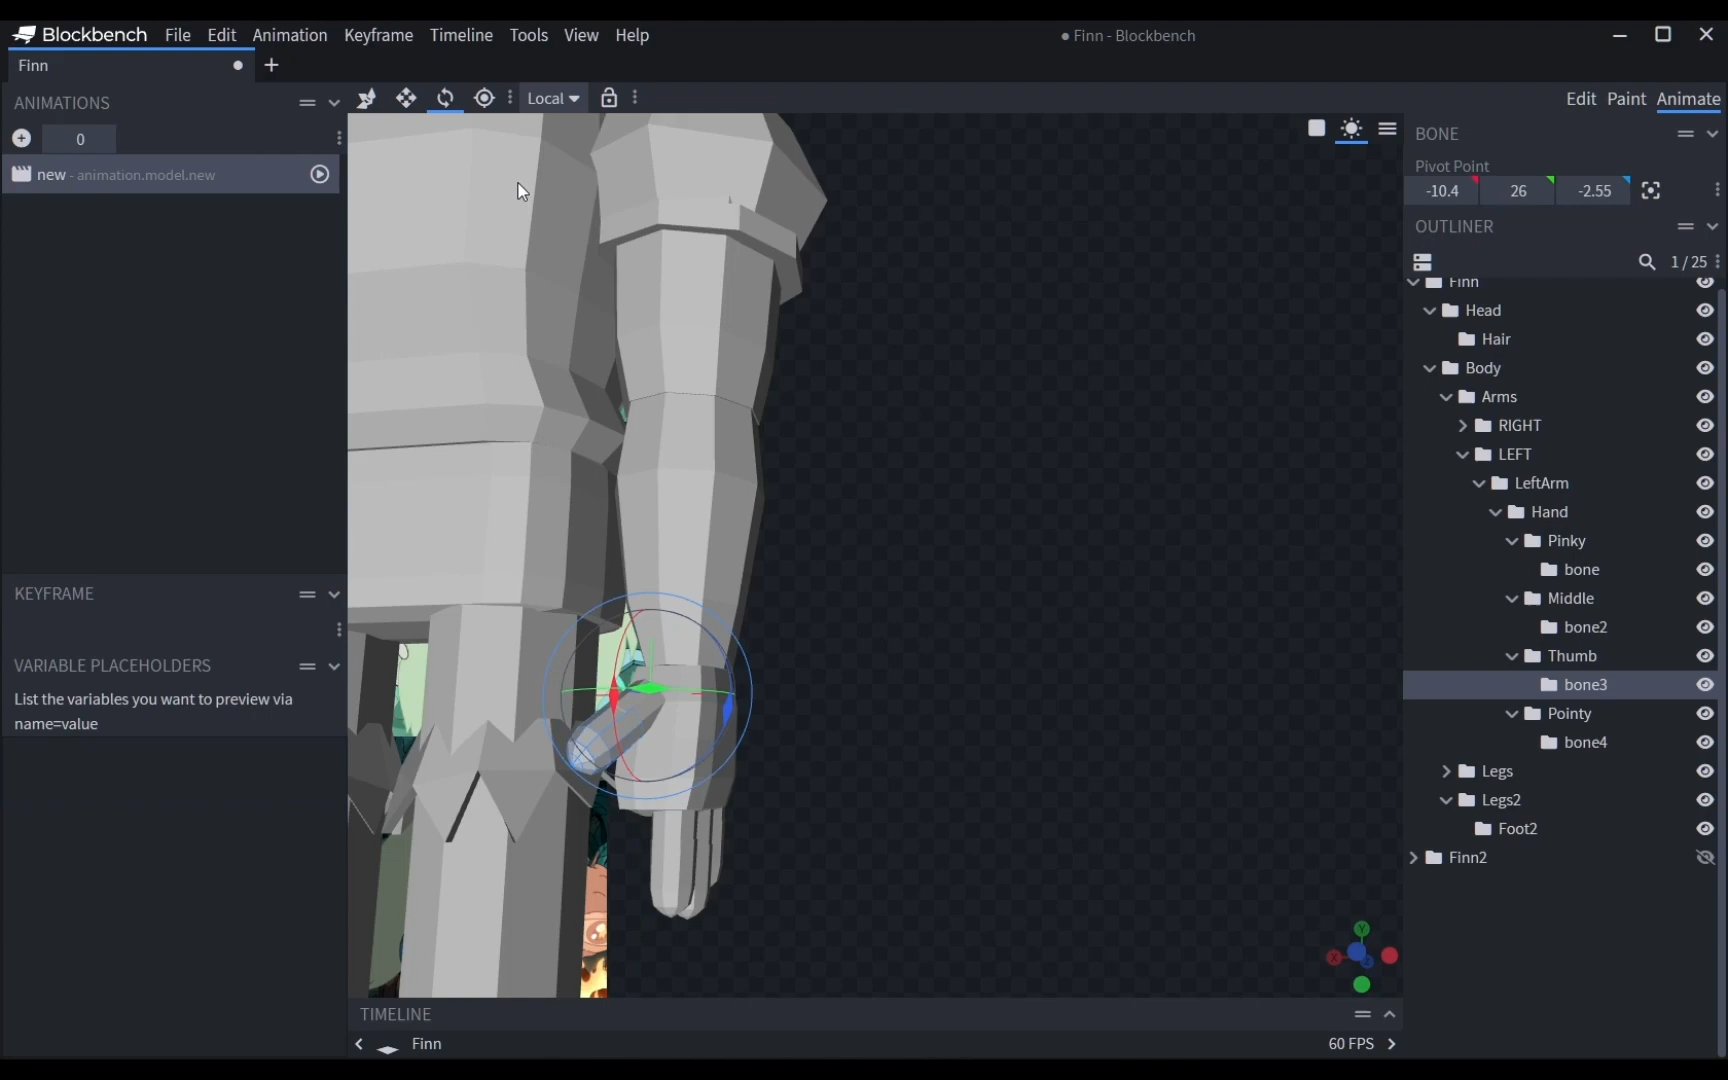 Blockbench File Edit Animation Keyframe Timeline Tools View Help
● Finn - Blockbench
Finn
ANIMATIONS
Local
Edit Paint Animate
0
new - animation.model.new
BONE
Pivot Point
-10.4 26 -2.55
OUTLINER
1 / 25
Finn
Head
Hair
Body
Arms
RIGHT
LEFT
LeftArm
Hand
Pinky
bone
Middle
bone2
Thumb
bone3
Pointy
bone4
Legs
Legs2
Foot2
Finn2
KEYFRAME
VARIABLE PLACEHOLDERS
List the variables you want to preview via
name=value
Y
X
TIMELINE
Finn
60 FPS